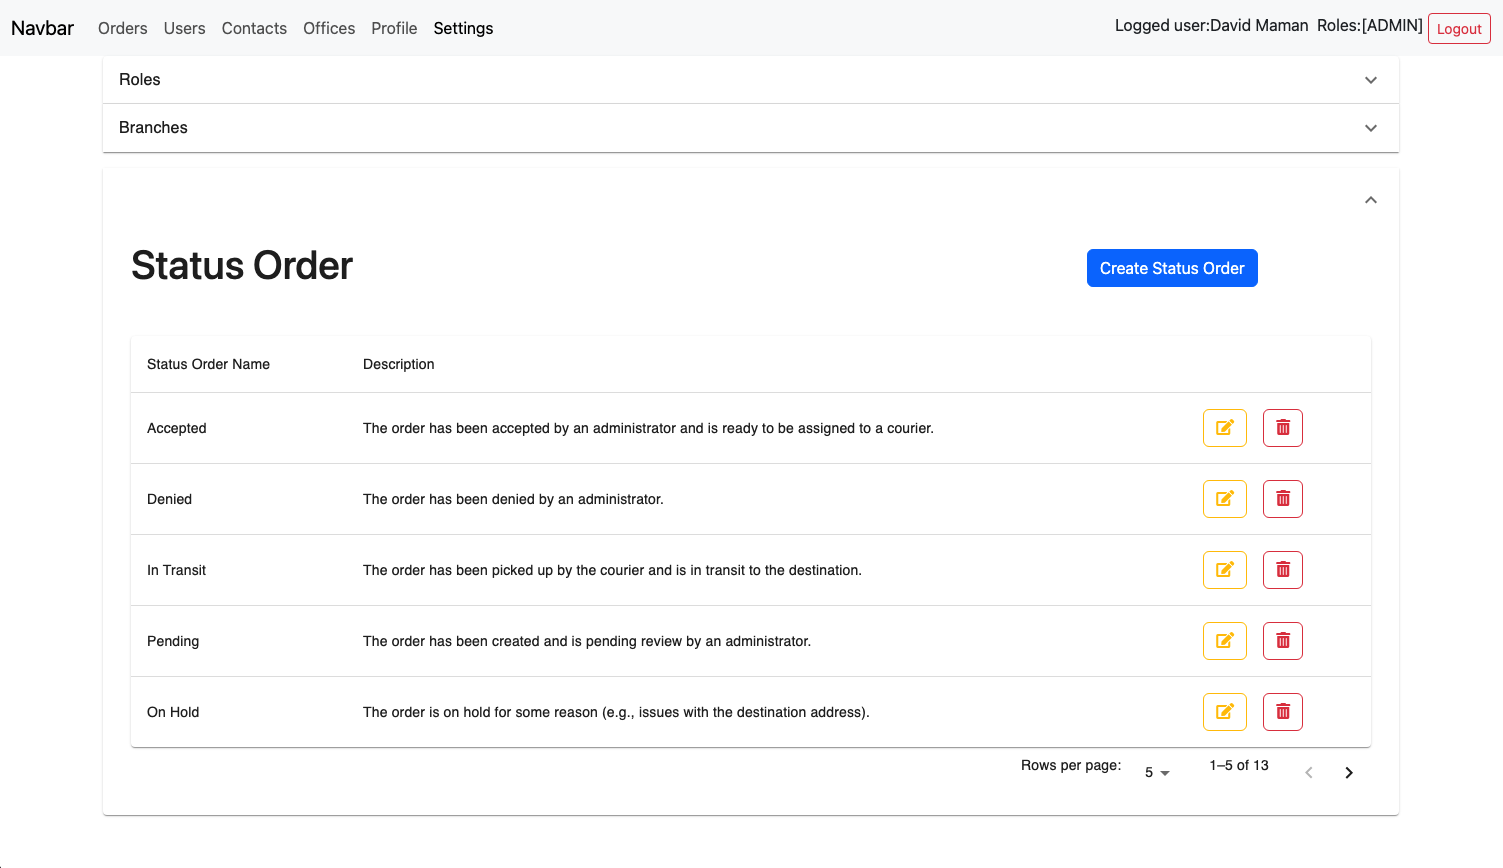 Navbar Orders Users Contacts Offices Profile Settings Logged user:David Maman Roles:[ADMIN] Logout
Roles
Branches
Status Order Create Status Order
Status Order Name Description
Accepted The order has been accepted by an administrator and is ready to be assigned to a courier.
Denied The order has been denied by an administrator.
In Transit The order has been picked up by the courier and is in transit to the destination.
Pending The order has been created and is pending review by an administrator.
On Hold The order is on hold for some reason (e.g., issues with the destination address).
Rows per page: 5 1–5 of 13